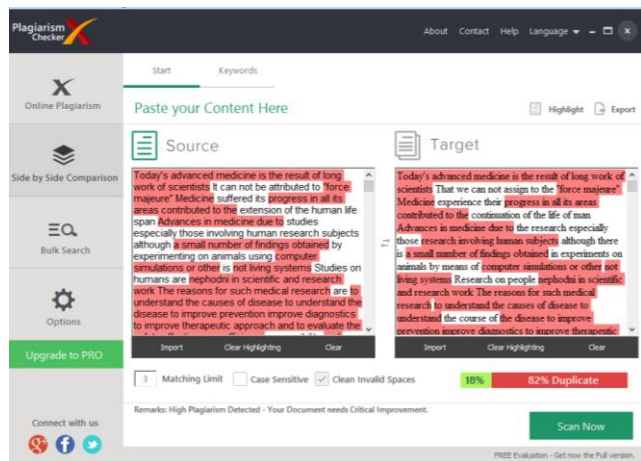 Plagiarism
Checker
About Contact Help Language
Start Keywords
Paste your Content Here
Highlight Export
Online Plagiarism
Side by Side Comparison
Bulk Search
Options
Upgrade to PRO
Connect with us
Source
Today's advanced medicine is the result of long
work of scientists It can not be attributed to "force
majeure" Medicine suffered its progress in all its
areas contributed to the extension of the human life
span Advances in medicine due to studies
especially those involving human research subjects
although a small number of findings obtained by
experimenting on animals using computer
simulations or other is not living systems Studies on
humans are nephodni in scientific and research
work The reasons for such medical research are to
understand the causes of disease to understand the
disease to improve prevention improve diagnostics
to improve therapeutic approach and to evaluate the
Import Clear Highlighting Clear
Target
Today's advanced medicine is the result of long work of
scientists That we can not assign to the "force majeure"
Medicine experience their progress in all its areas
contributed to the continuation of the life of man
Advances in medicine due to the research especially
those research involving human subjects although there
is a small number of findings obtained in experiments on
animals by means of computer simulations or other not
living systems Research on people nephodni in scientific
and research work The reasons for such medical
research to understand the causes of disease to
understand the course of the disease to improve
prevention improve diagnostics to improve therapeutic
Import Clear Highlighting Clear
3 Matching Limit Case Sensitive Clean Invalid Spaces
18% 82% Duplicate
Remarks: High Plagiarism Detected - Your Document needs Critical Improvement.
Scan Now
FREE Evaluation - Get now the Full version.